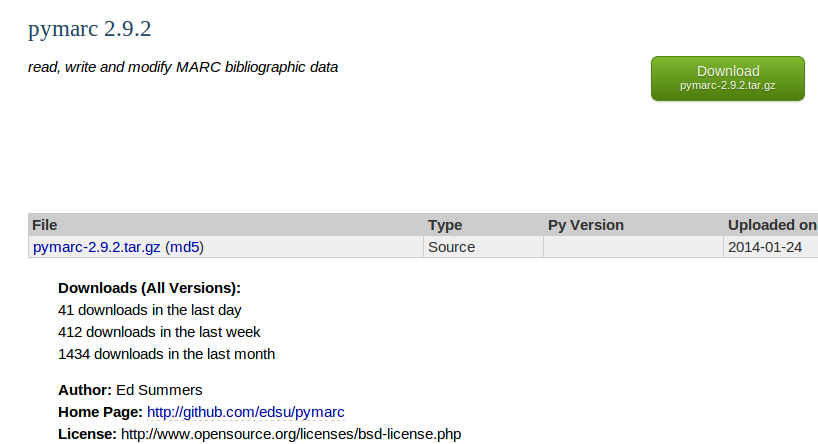 pymarc 2.9.2
read, write and modify MARC bibliographic data
Download
pymarc-2.9.2.tar.gz
File Type Py Version Uploaded on
pymarc-2.9.2.tar.gz (md5) Source 2014-01-24
Downloads (All Versions):
41 downloads in the last day
412 downloads in the last week
1434 downloads in the last month
Author: Ed Summers
Home Page: http://github.com/edsu/pymarc
License: http://www.opensource.org/licenses/bsd-license.php